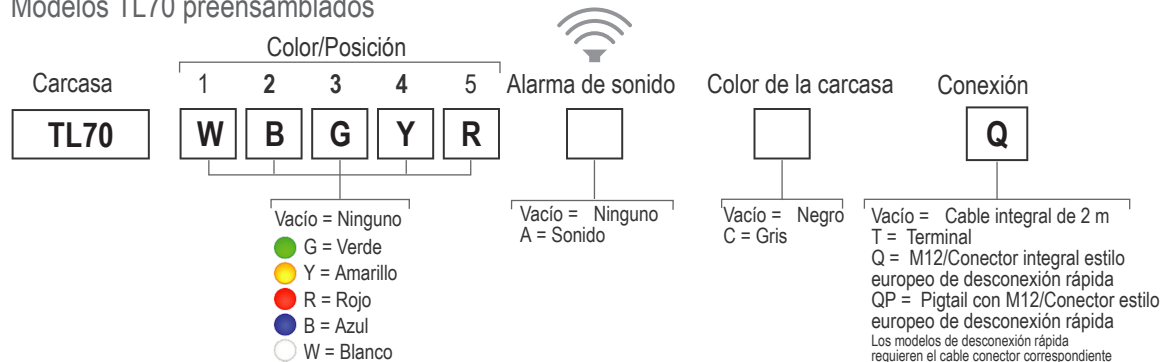 Modelos TL70 preensamblados
Color/Posición
Carcasa 1 2 3 4 5 Alarma de sonido Color de la carcasa Conexión
TL70 W B G Y R Q
Vacío = Ninguno
G = Verde
Y = Amarillo
R = Rojo
B = Azul
W = Blanco
Vacío = Ninguno
A = Sonido
Vacío = Negro
C = Gris
Vacío = Cable integral de 2 m
T = Terminal
Q = M12/Conector integral estilo
europeo de desconexión rápida
QP = Pigtail con M12/Conector estilo
europeo de desconexión rápida
Los modelos de desconexión rápida
requieren el cable conector correspondiente